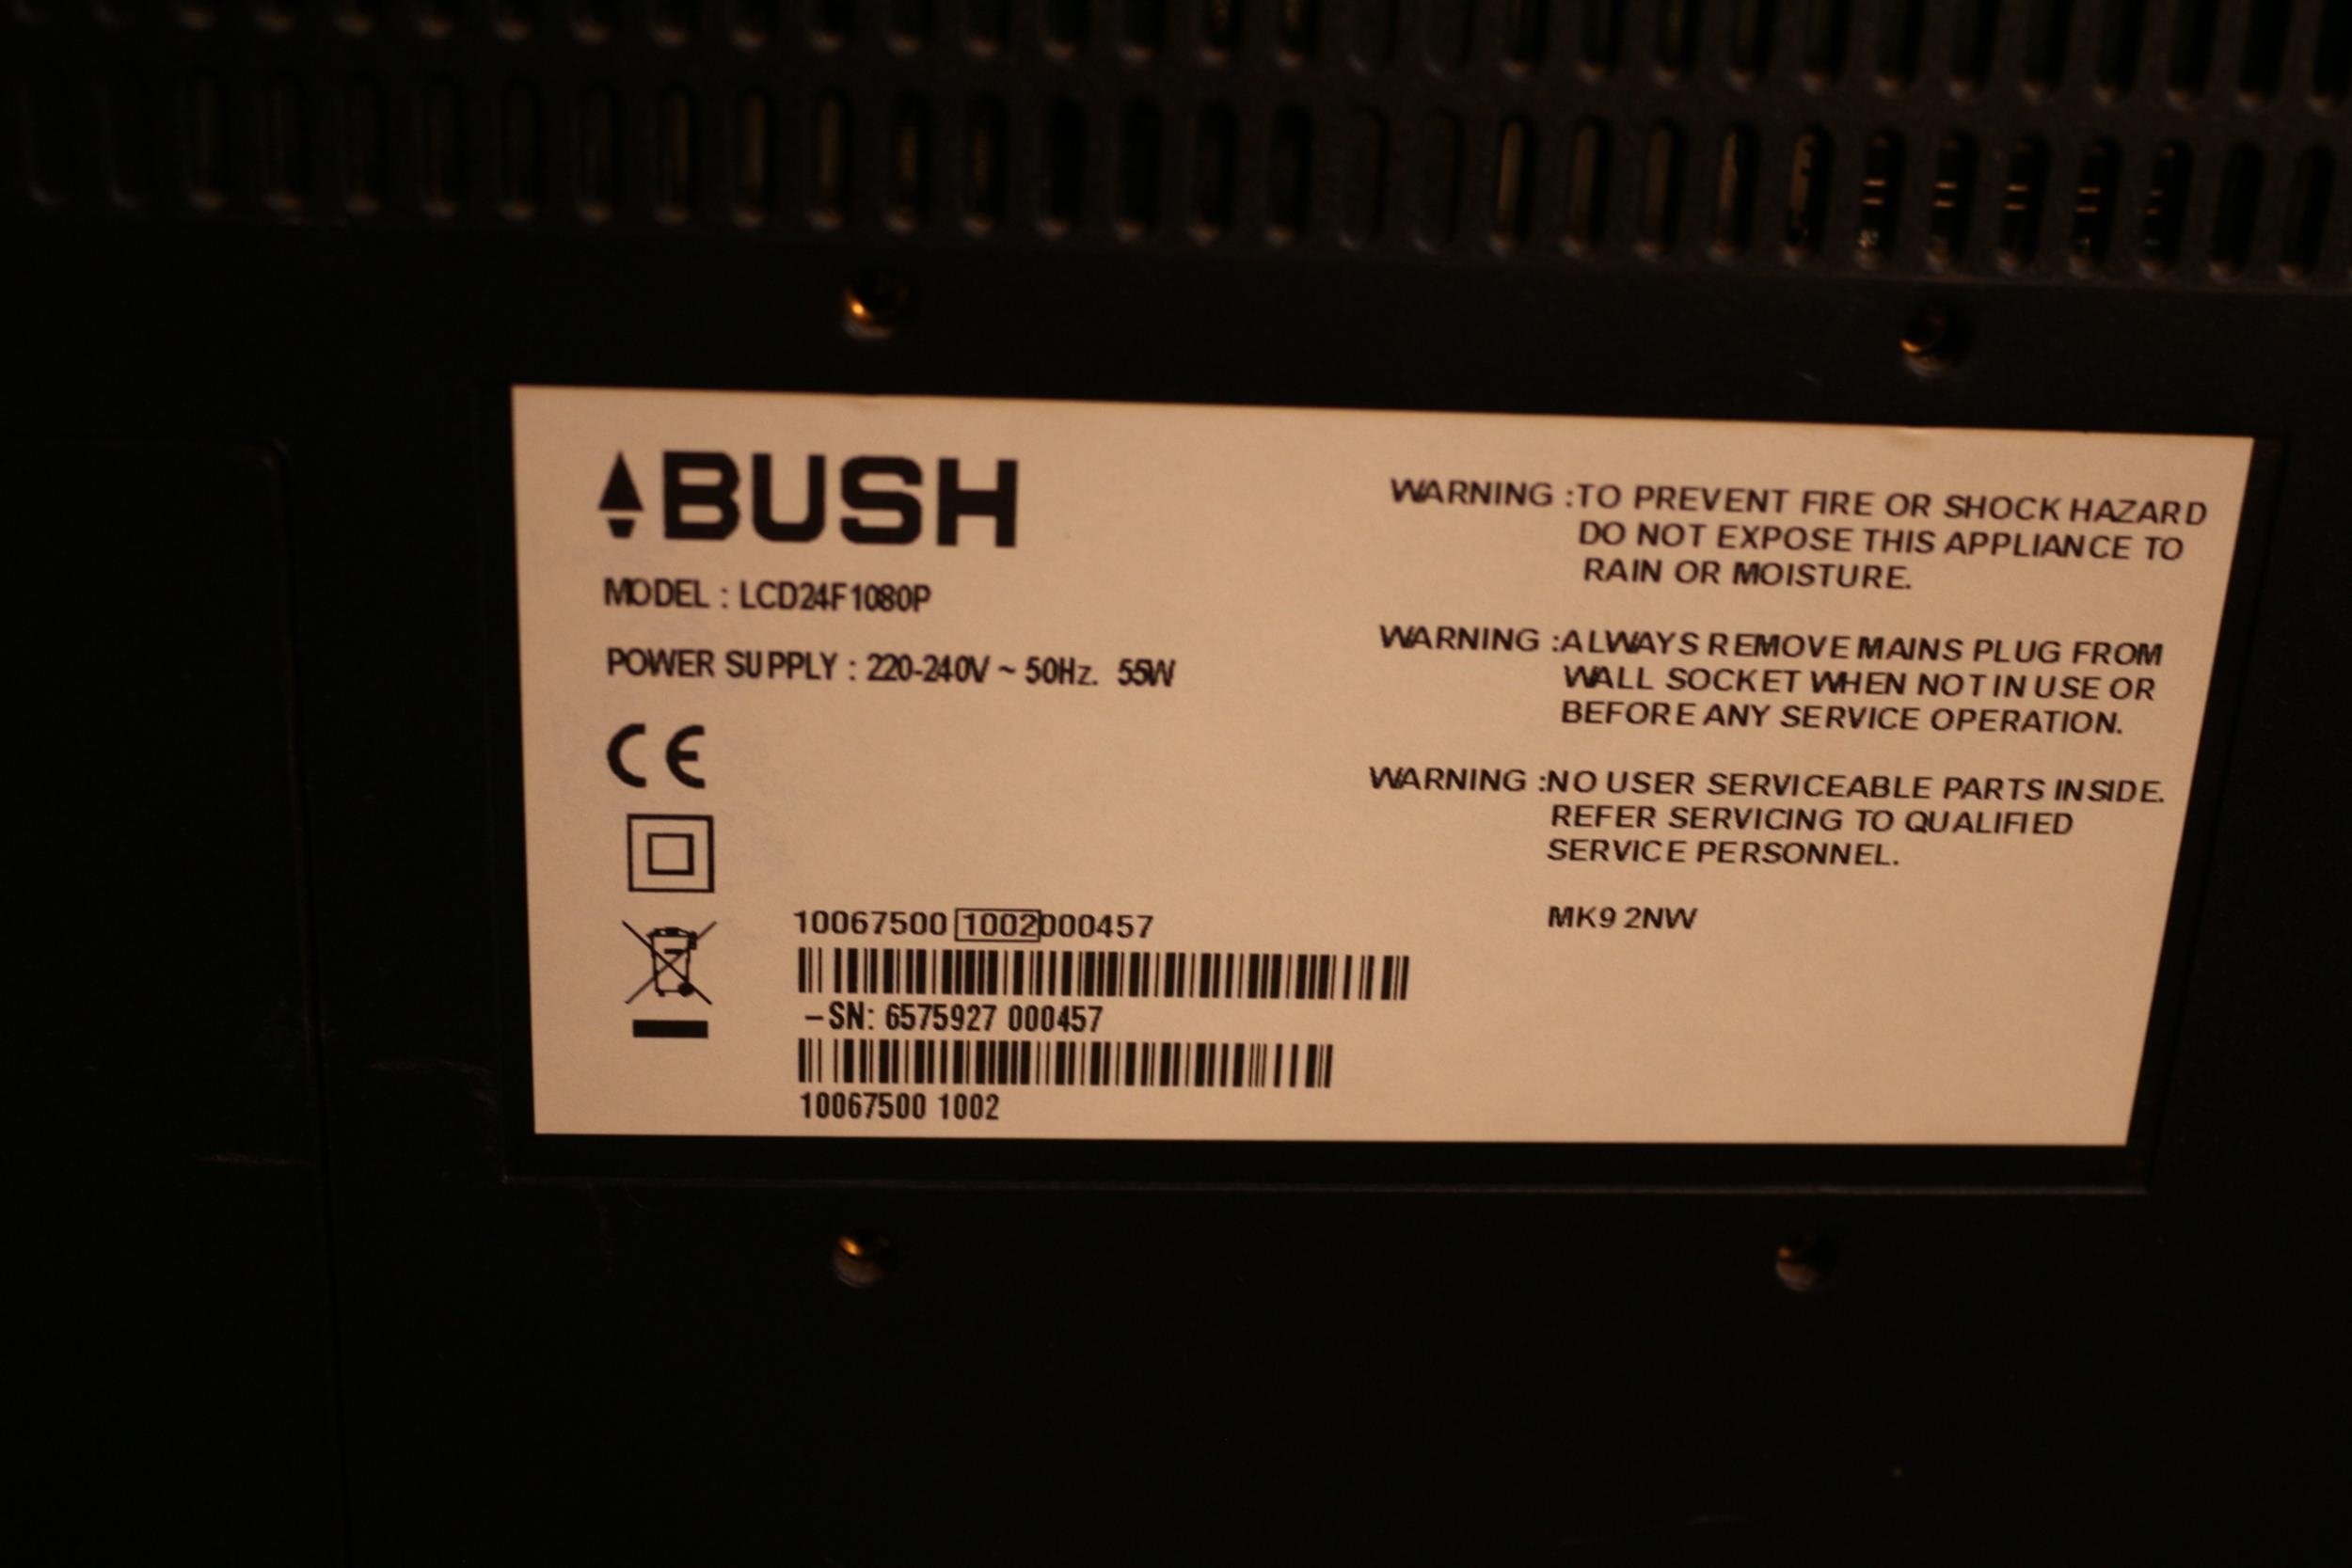 BUSH
MODEL : LCD24F1080P
POWER SUPPLY : 220-240V ~ 50Hz. 55W
CE
10067500 1002000457
–SN: 6575927 000457
10067500 1002
WARNING :TO PREVENT FIRE OR SHOCK HAZARD
DO NOT EXPOSE THIS APPLIANCE TO
RAIN OR MOISTURE.
WARNING :ALWAYS REMOVE MAINS PLUG FROM
WALL SOCKET WHEN NOT IN USE OR
BEFORE ANY SERVICE OPERATION.
WARNING :NO USER SERVICEABLE PARTS INSIDE.
REFER SERVICING TO QUALIFIED
SERVICE PERSONNEL.
MK9 2NW